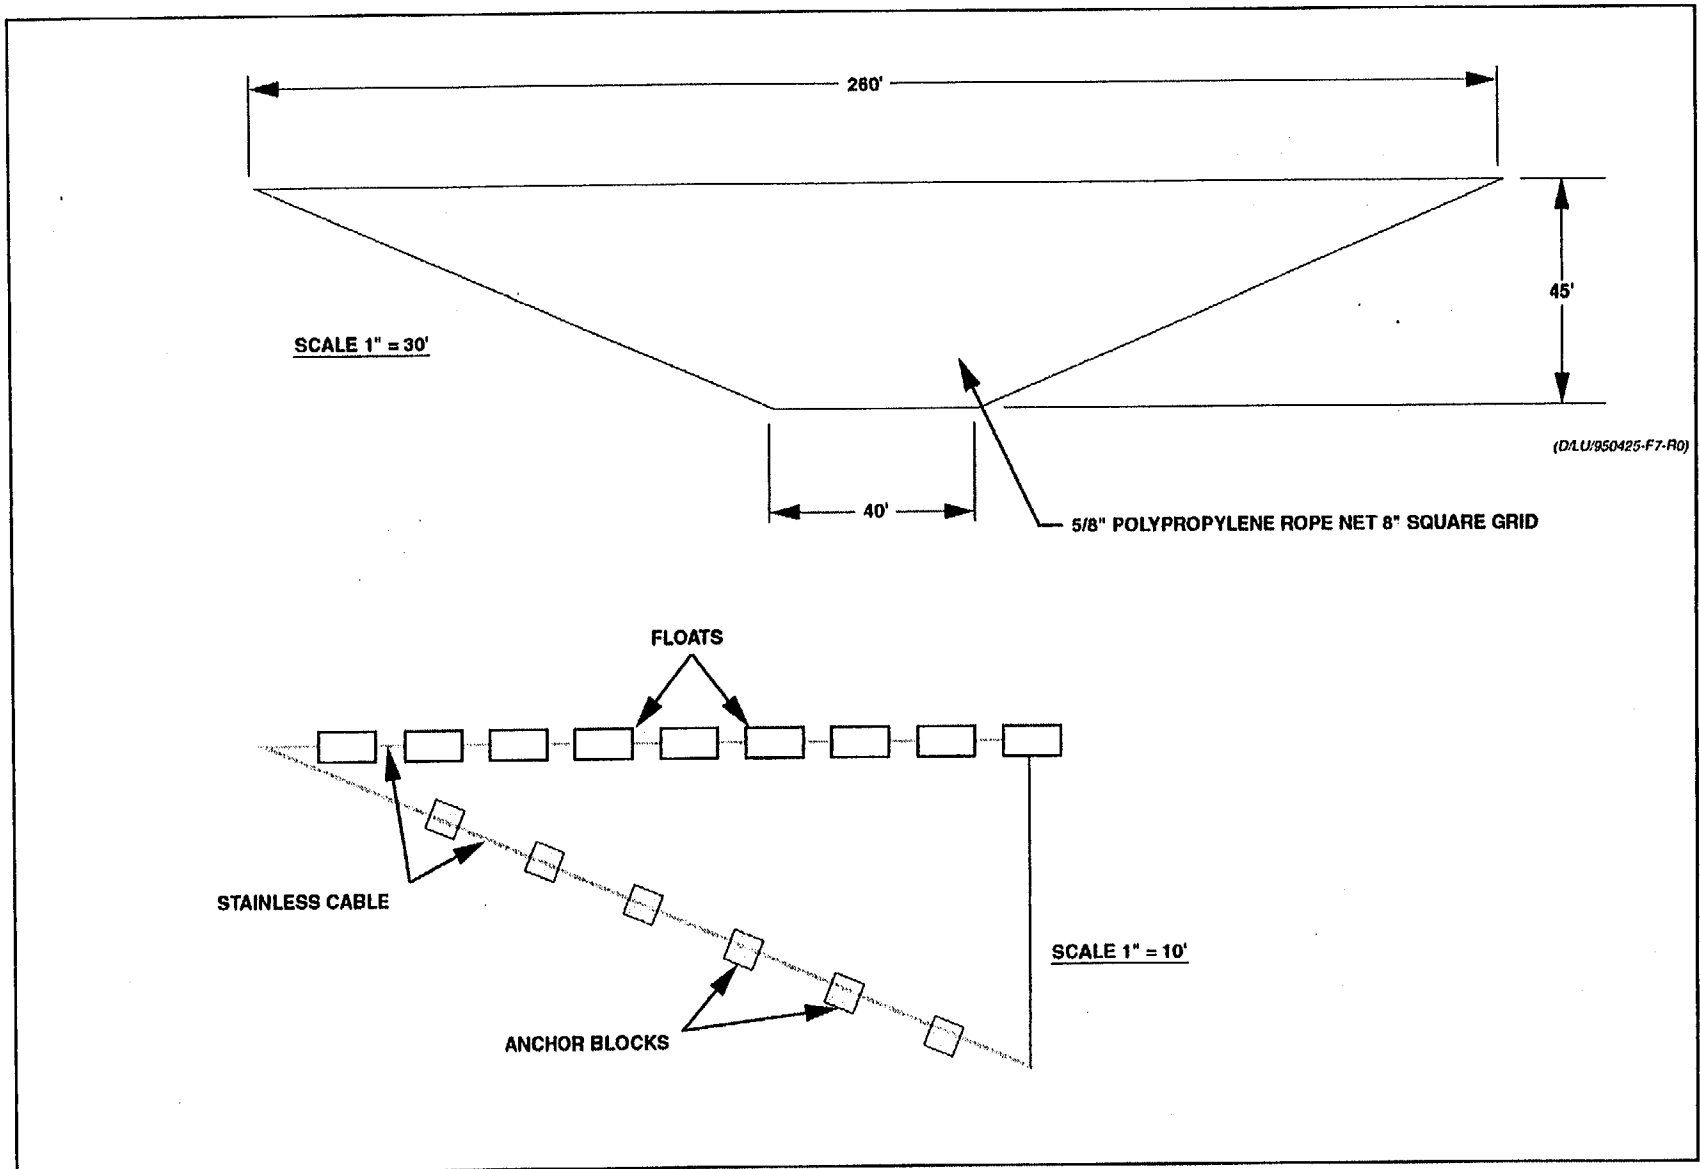 260'
45'
SCALE 1" = 30'
(D/LU/950425-F7-R0)
40'
5/8" POLYPROPYLENE ROPE NET 8" SQUARE GRID
FLOATS
STAINLESS CABLE
SCALE 1" = 10'
ANCHOR BLOCKS